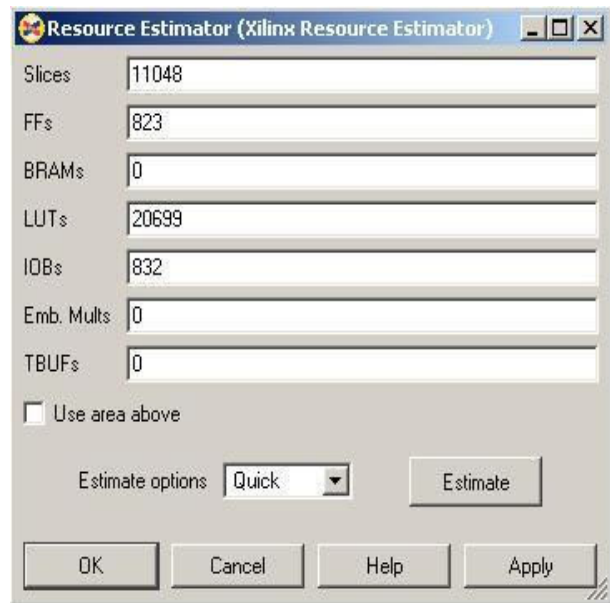 Resource Estimator (Xilinx Resource Estimator)
Slices 11048
FFs 823
BRAMs 0
LUTs 20699
IOBs 832
Emb. Mults 0
TBUFs 0
Use area above
Estimate options Quick Estimate
OK Cancel Help Apply